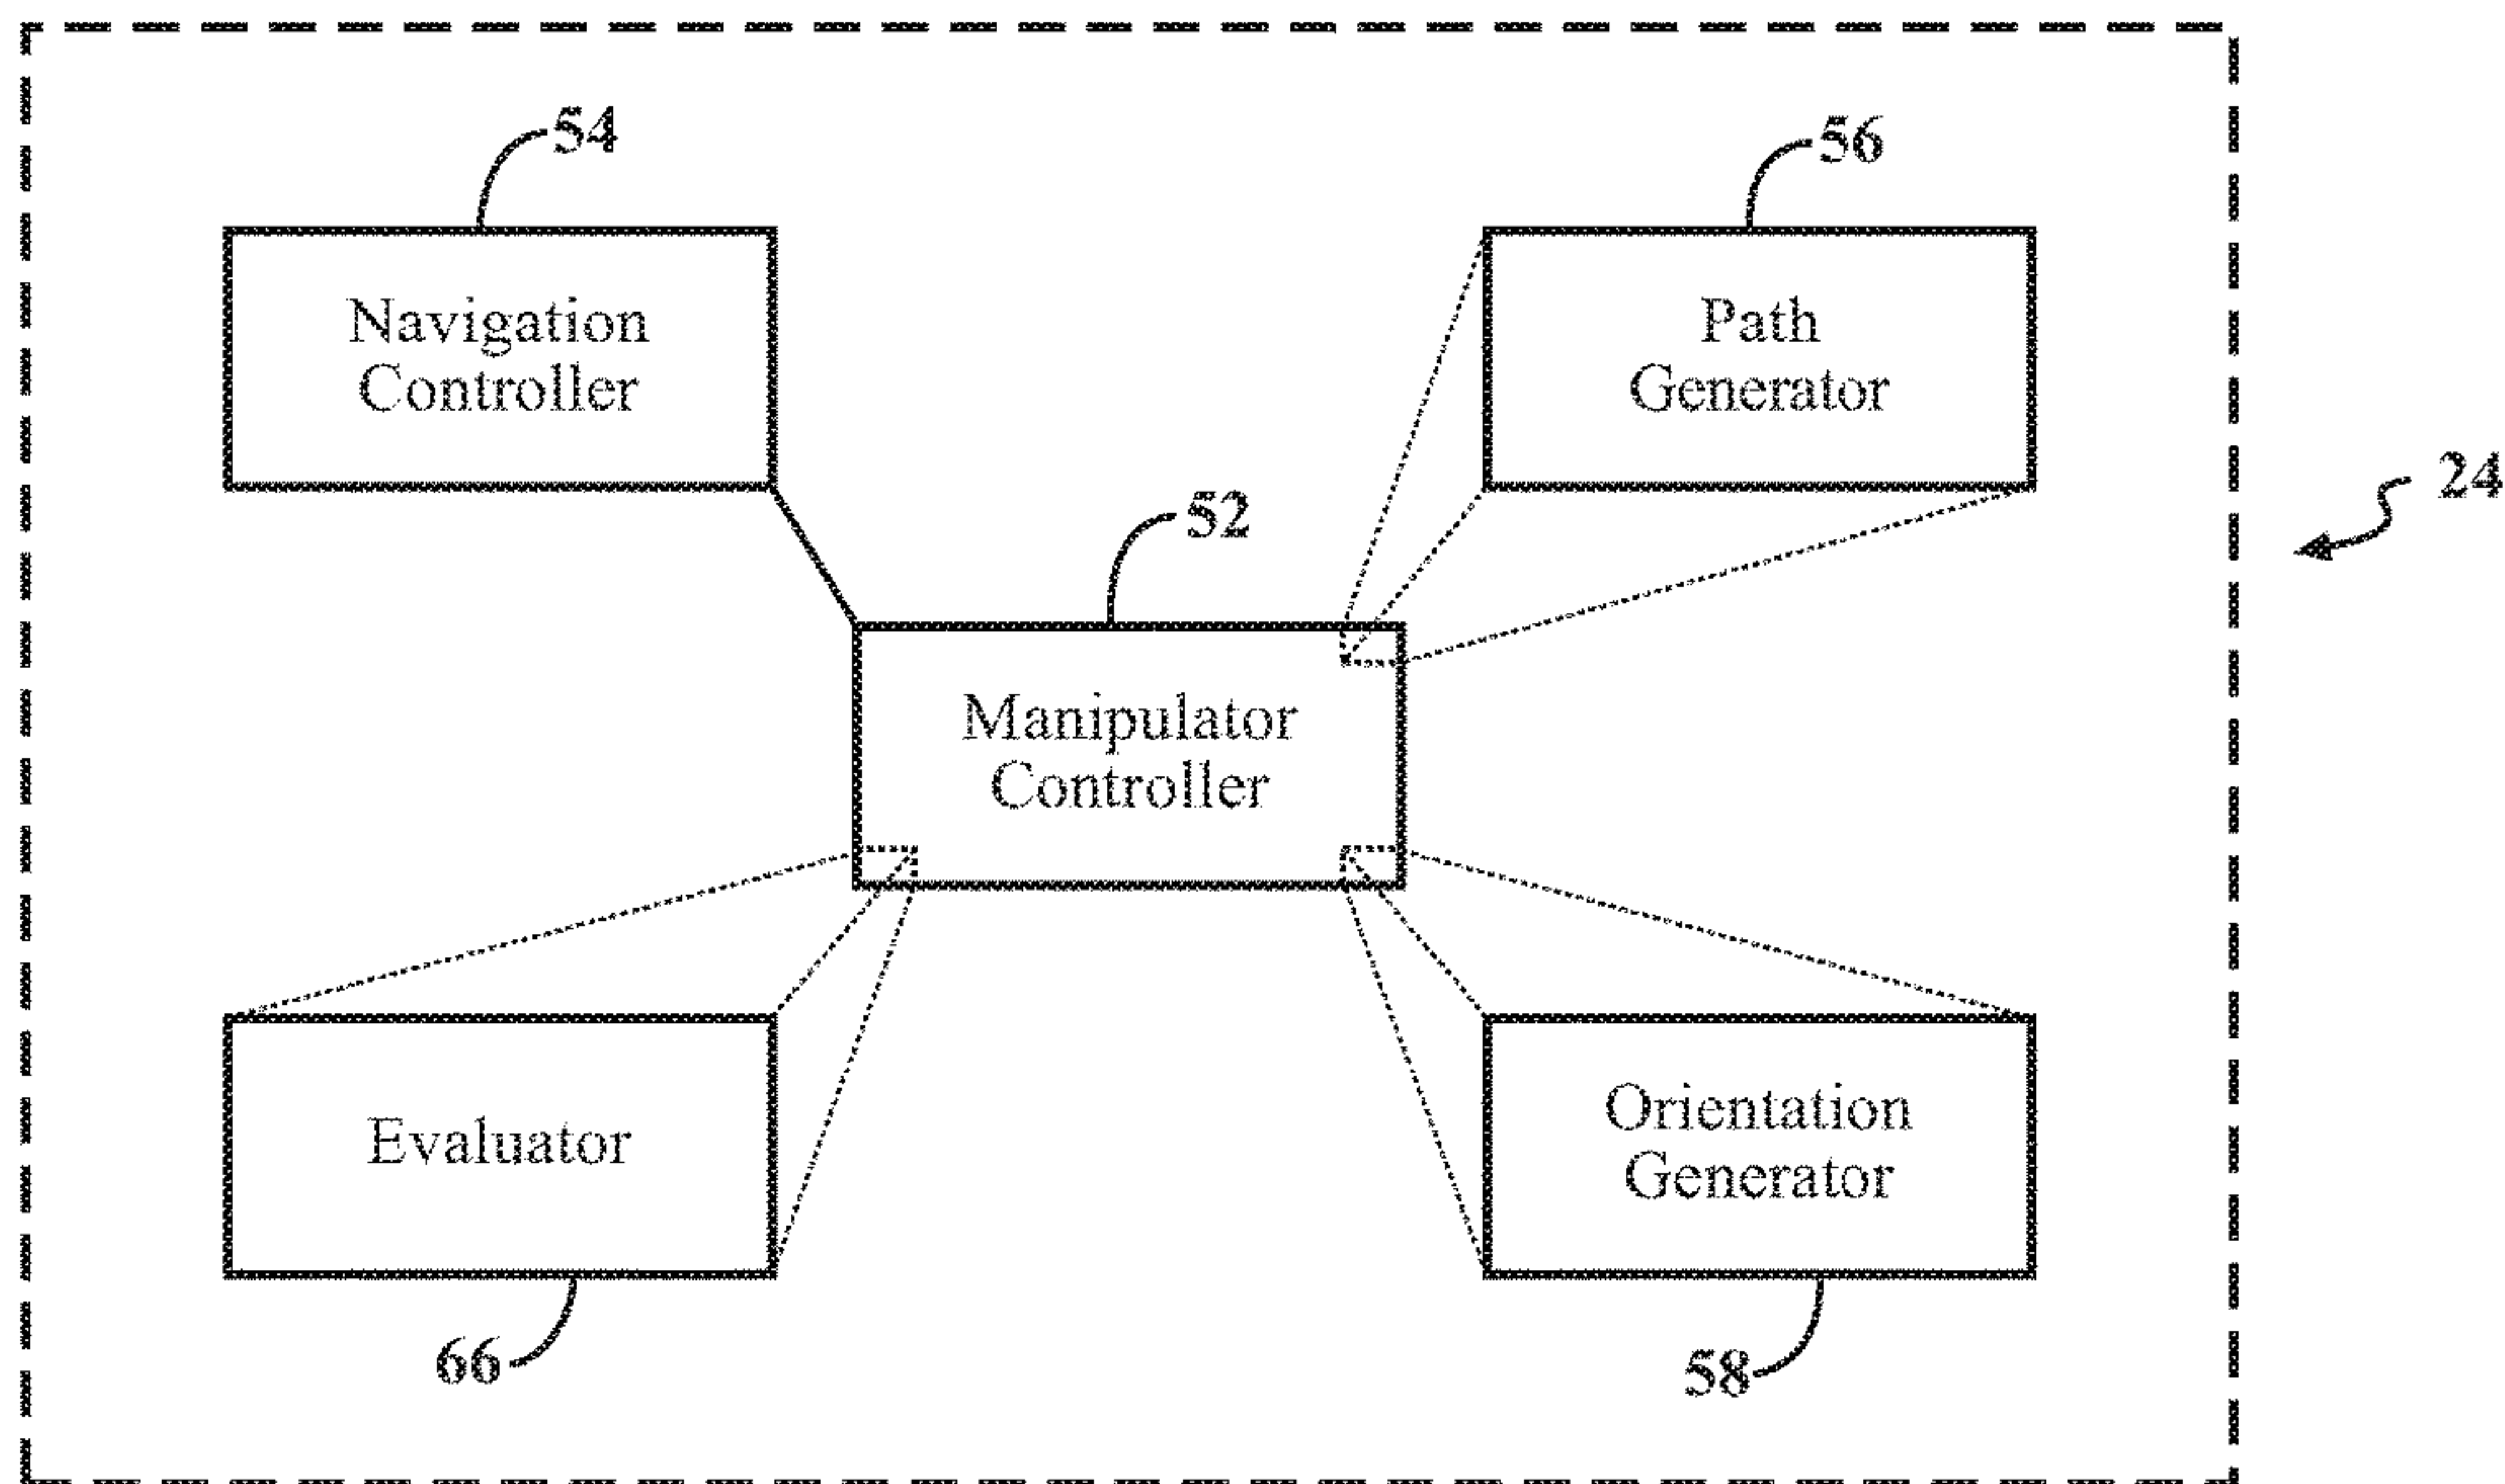 54
56
Navigation
Controller
Path
Generator
24
52
Manipulator
Controller
Evaluator
Orientation
Generator
66
58